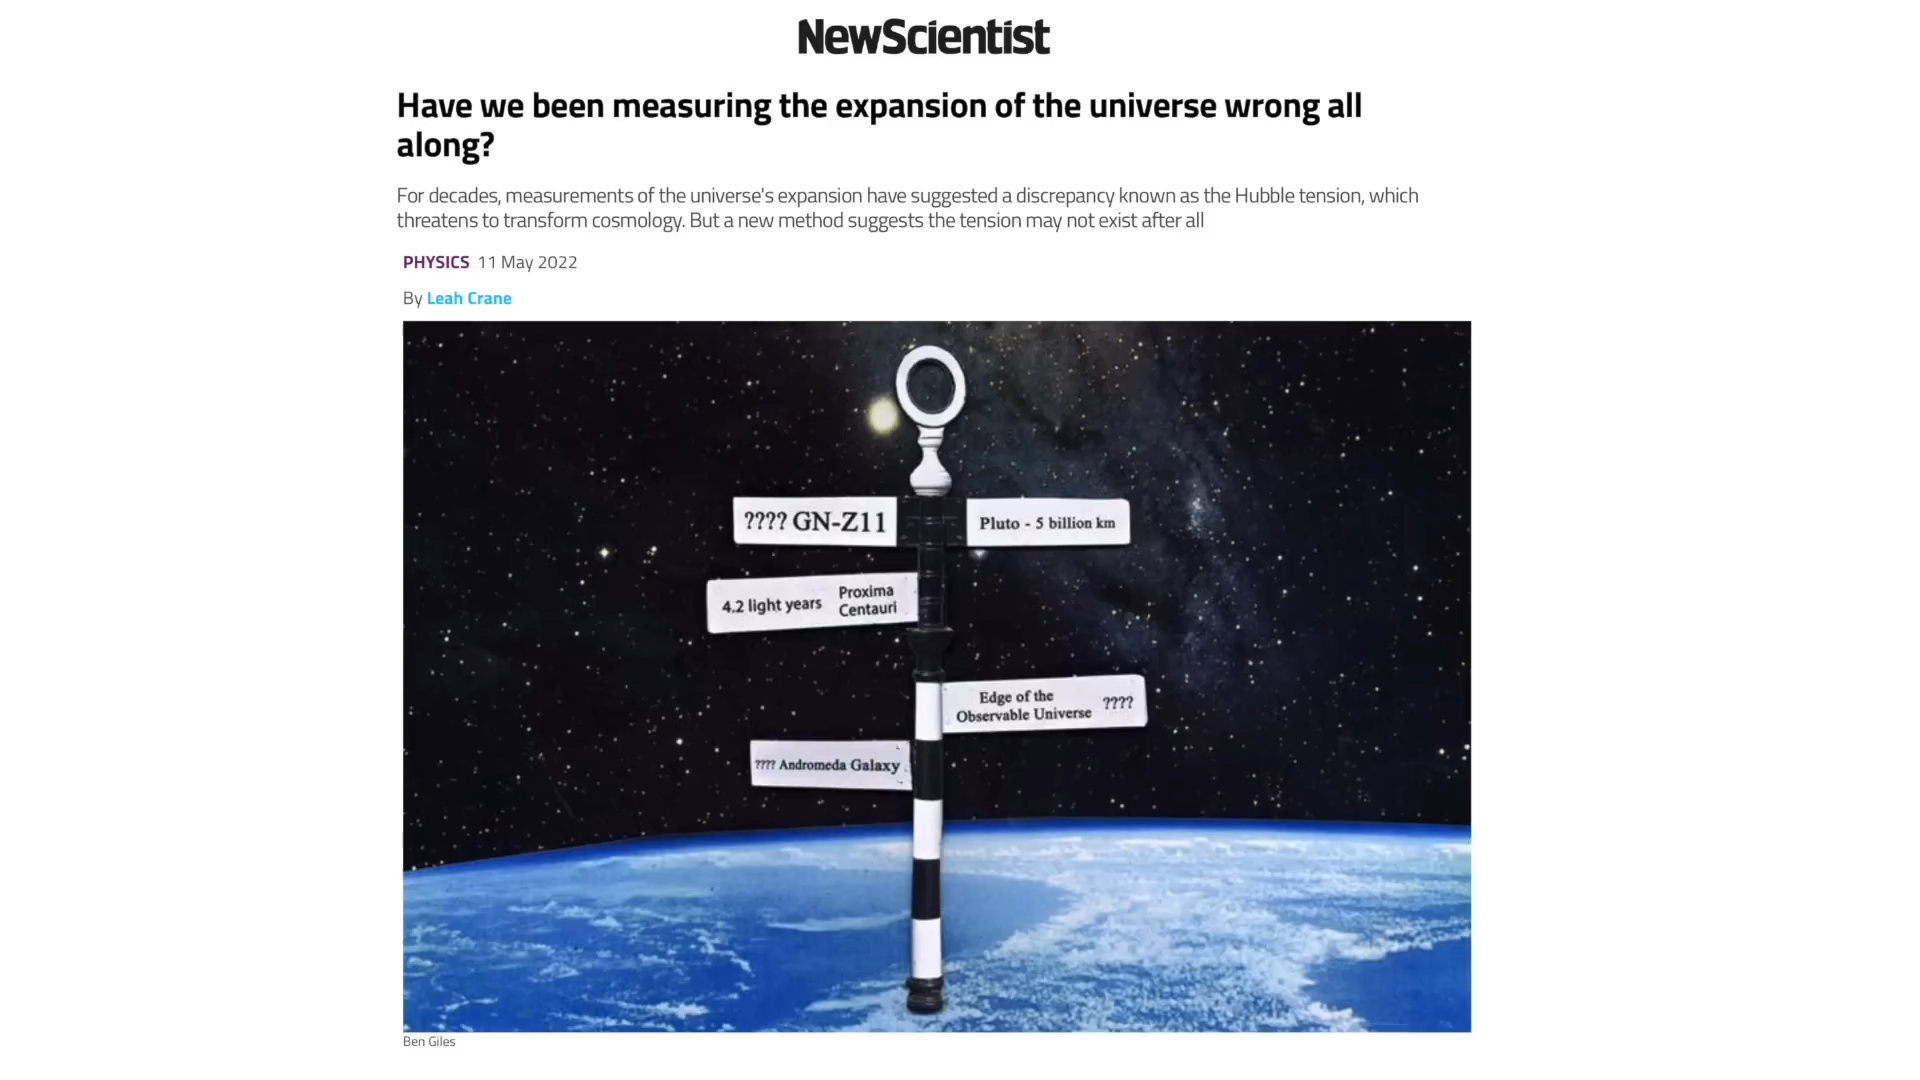 NewScientist
Have we been measuring the expansion of the universe wrong all
along?
For decades, measurements of the universe's expansion have suggested a discrepancy known as the Hubble tension, which
threatens to transform cosmology. But a new method suggests the tension may not exist after all
PHYSICS 11 May 2022
By Leah Crane
???? GN-Z11
Pluto - 5 billion km
4.2 light years Proxima
Centauri
Edge of the
Observable Universe ????
???? Andromeda Galaxy
Ben Giles